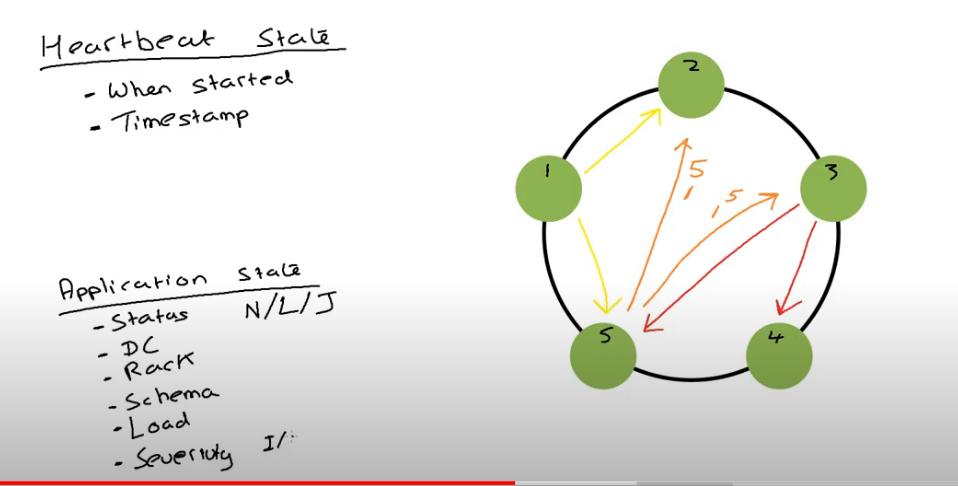 Heartbeat State
- When started
- Timestamp
Application State
- Status N/L/J
- DC
- Rack
- Schema
- Load
- Severity I/
2
1
3
5
1
1,5
5
4